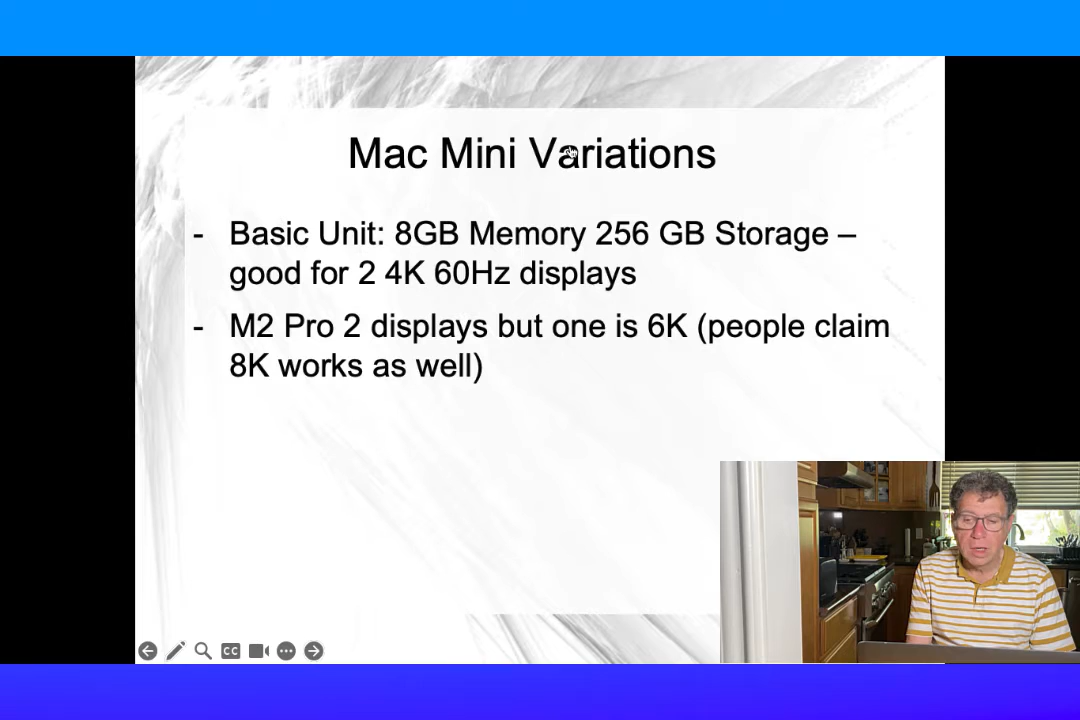 Mac Mini Variations
- Basic Unit: 8GB Memory 256 GB Storage –
good for 2 4K 60Hz displays
- M2 Pro 2 displays but one is 6K (people claim
8K works as well)
CC